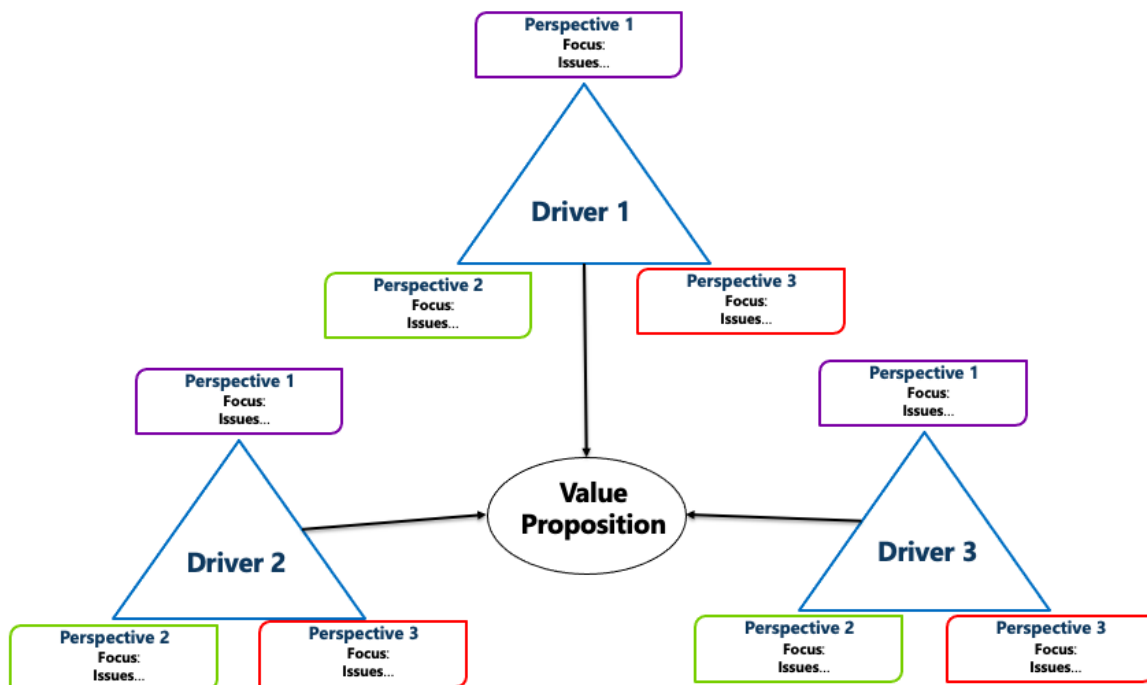 Perspective 1
Focus:
Issues...
Driver 1
Perspective 2
Focus:
Issues...
Perspective 3
Focus:
Issues...
Perspective 1
Focus:
Issues...
Driver 2
Perspective 2
Focus:
Issues...
Perspective 3
Focus:
Issues...
Value
Proposition
Perspective 1
Focus:
Issues...
Driver 3
Perspective 2
Focus:
Issues...
Perspective 3
Focus:
Issues...